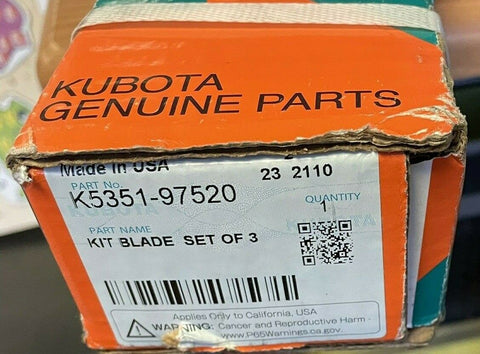 KUBOTA
GENUINE PARTS
Made in USA
23 2110
PART No.
K5351-97520
QUANTITY
1
KUBOTA
PART NAME
KIT BLADE SET OF 3
Applies Only to California, USA
WARNING: Cancer and Reproductive Harm -
www.P65Warnings.ca.gov.